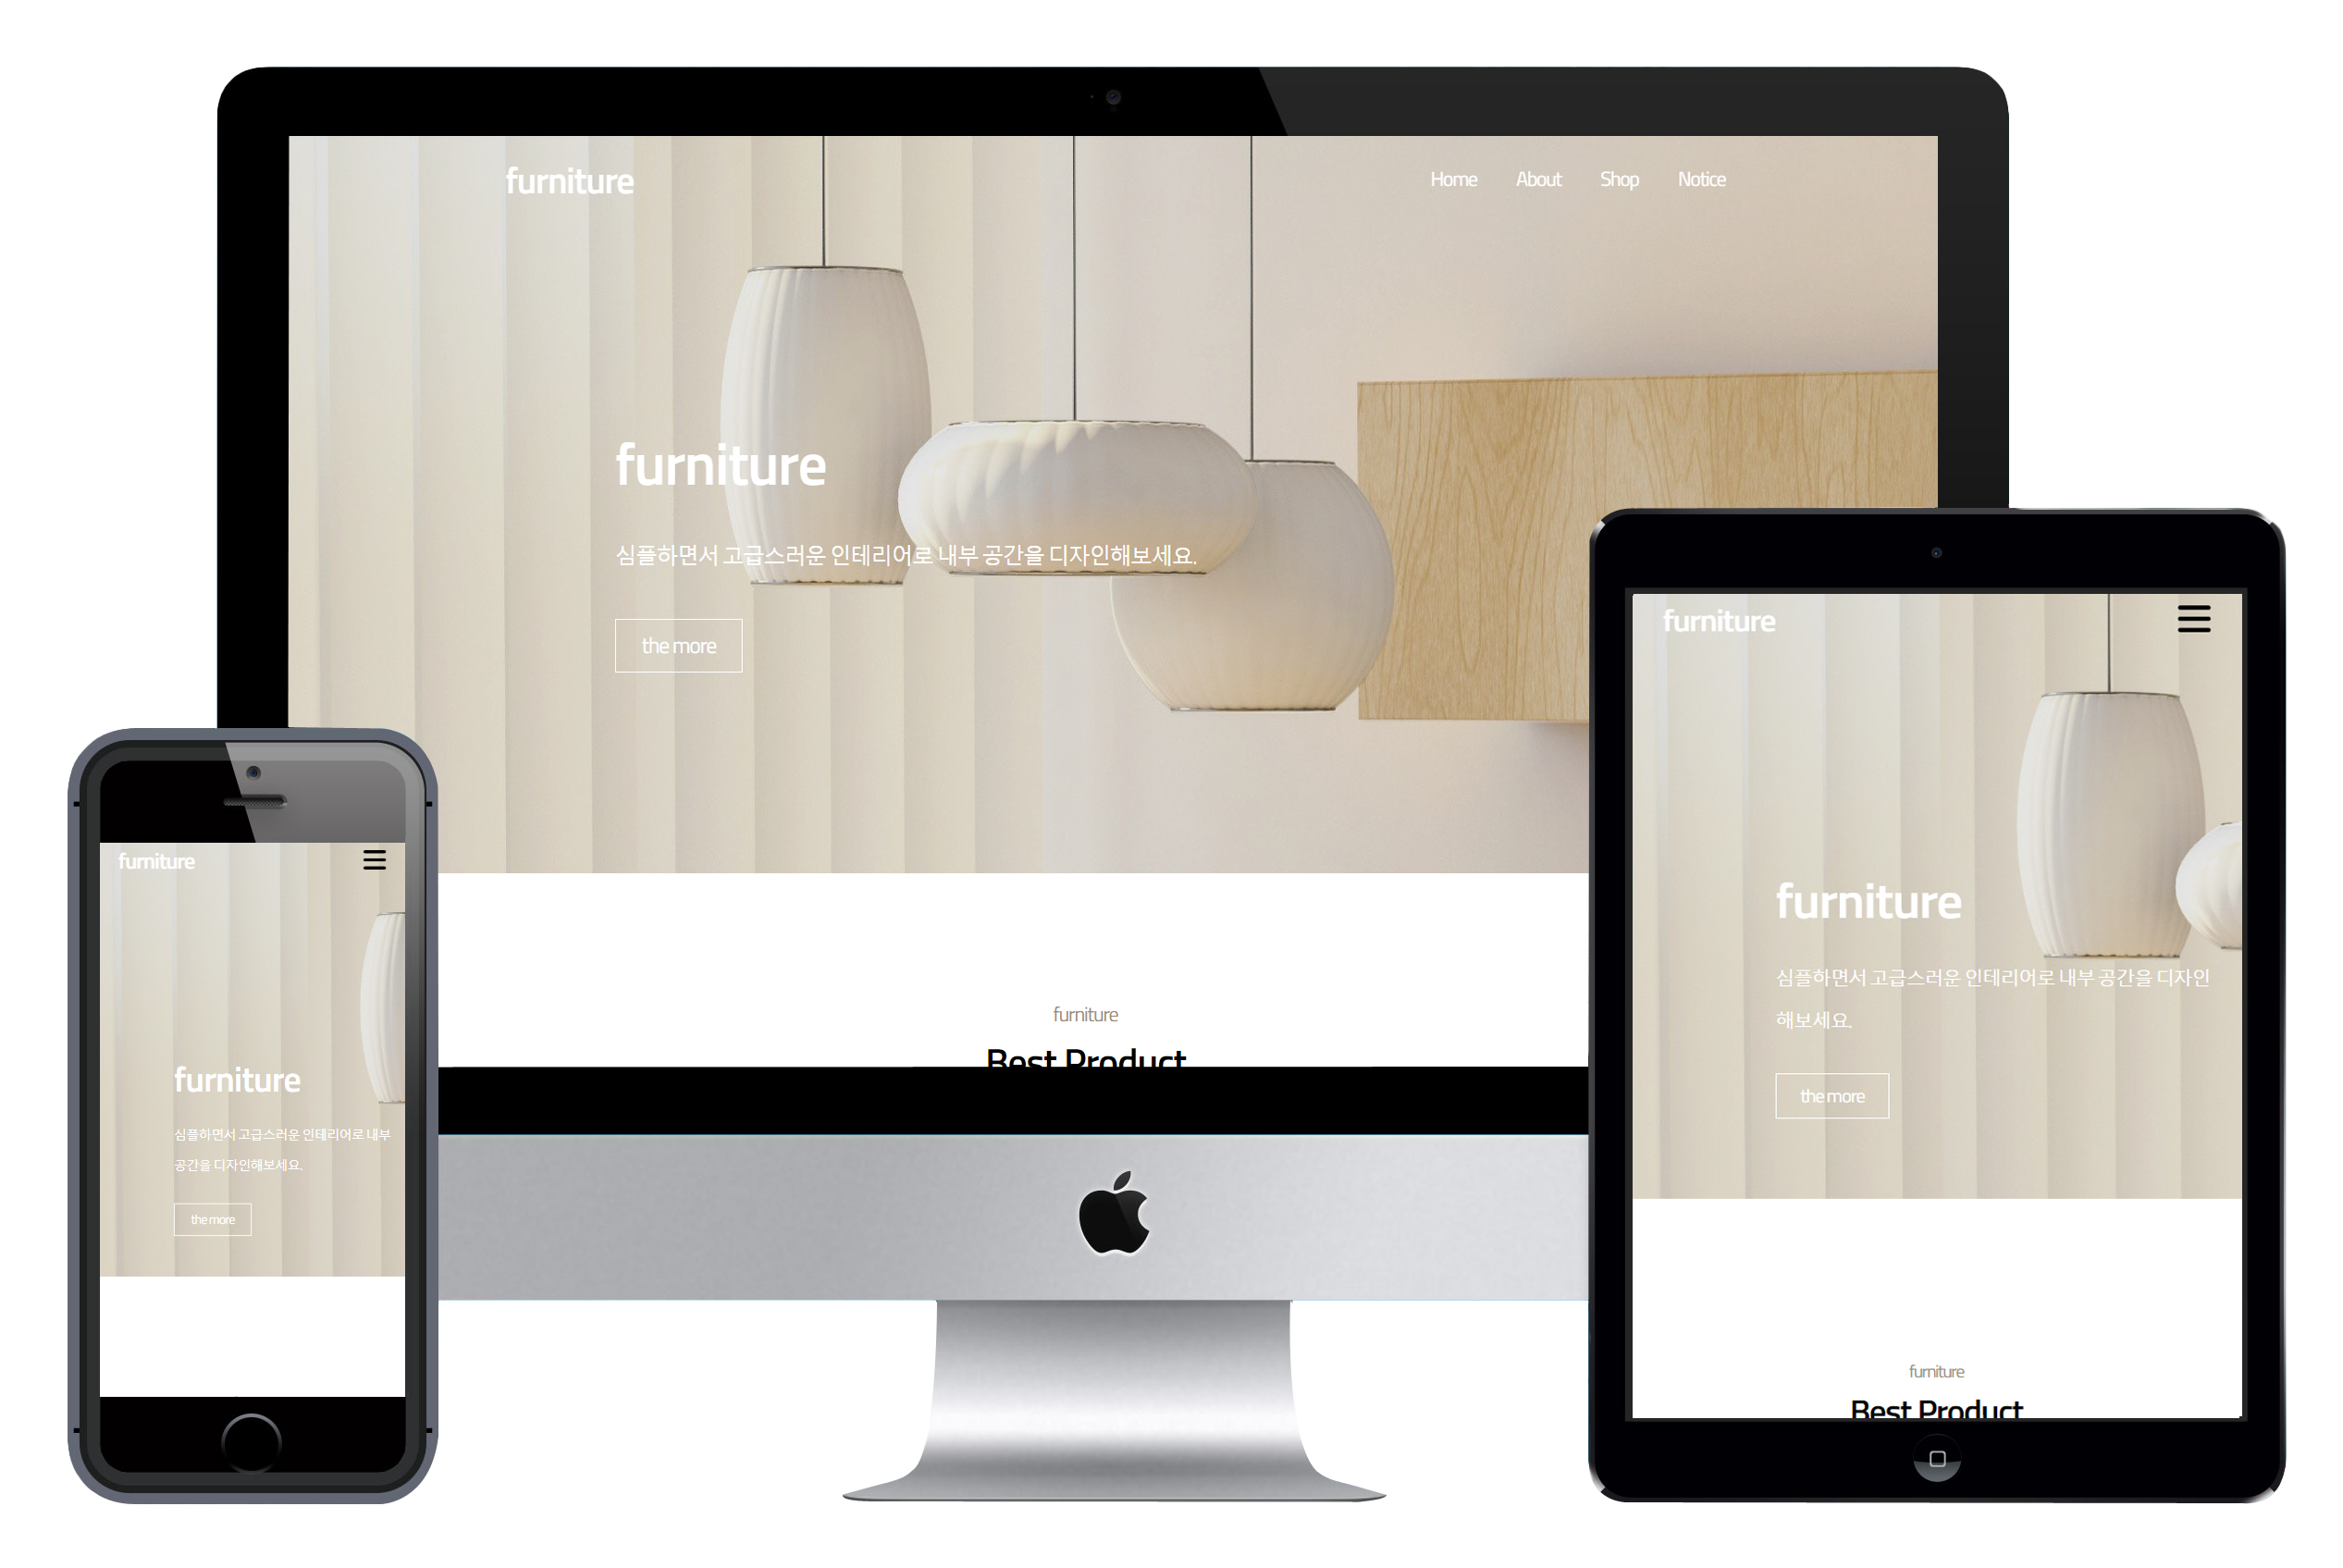 furniture
Home About Shop Notice
furniture
심플하면서 고급스러운 인테리어로 내부 공간을 디자인해보세요.
the more
furniture
Best Product
furniture
furniture
심플하면서 고급스러운 인테리어로 내부
공간을 디자인해보세요.
the more
furniture
furniture
심플하면서 고급스러운 인테리어로 내부 공간을 디자인
해보세요.
the more
furniture
Best Product